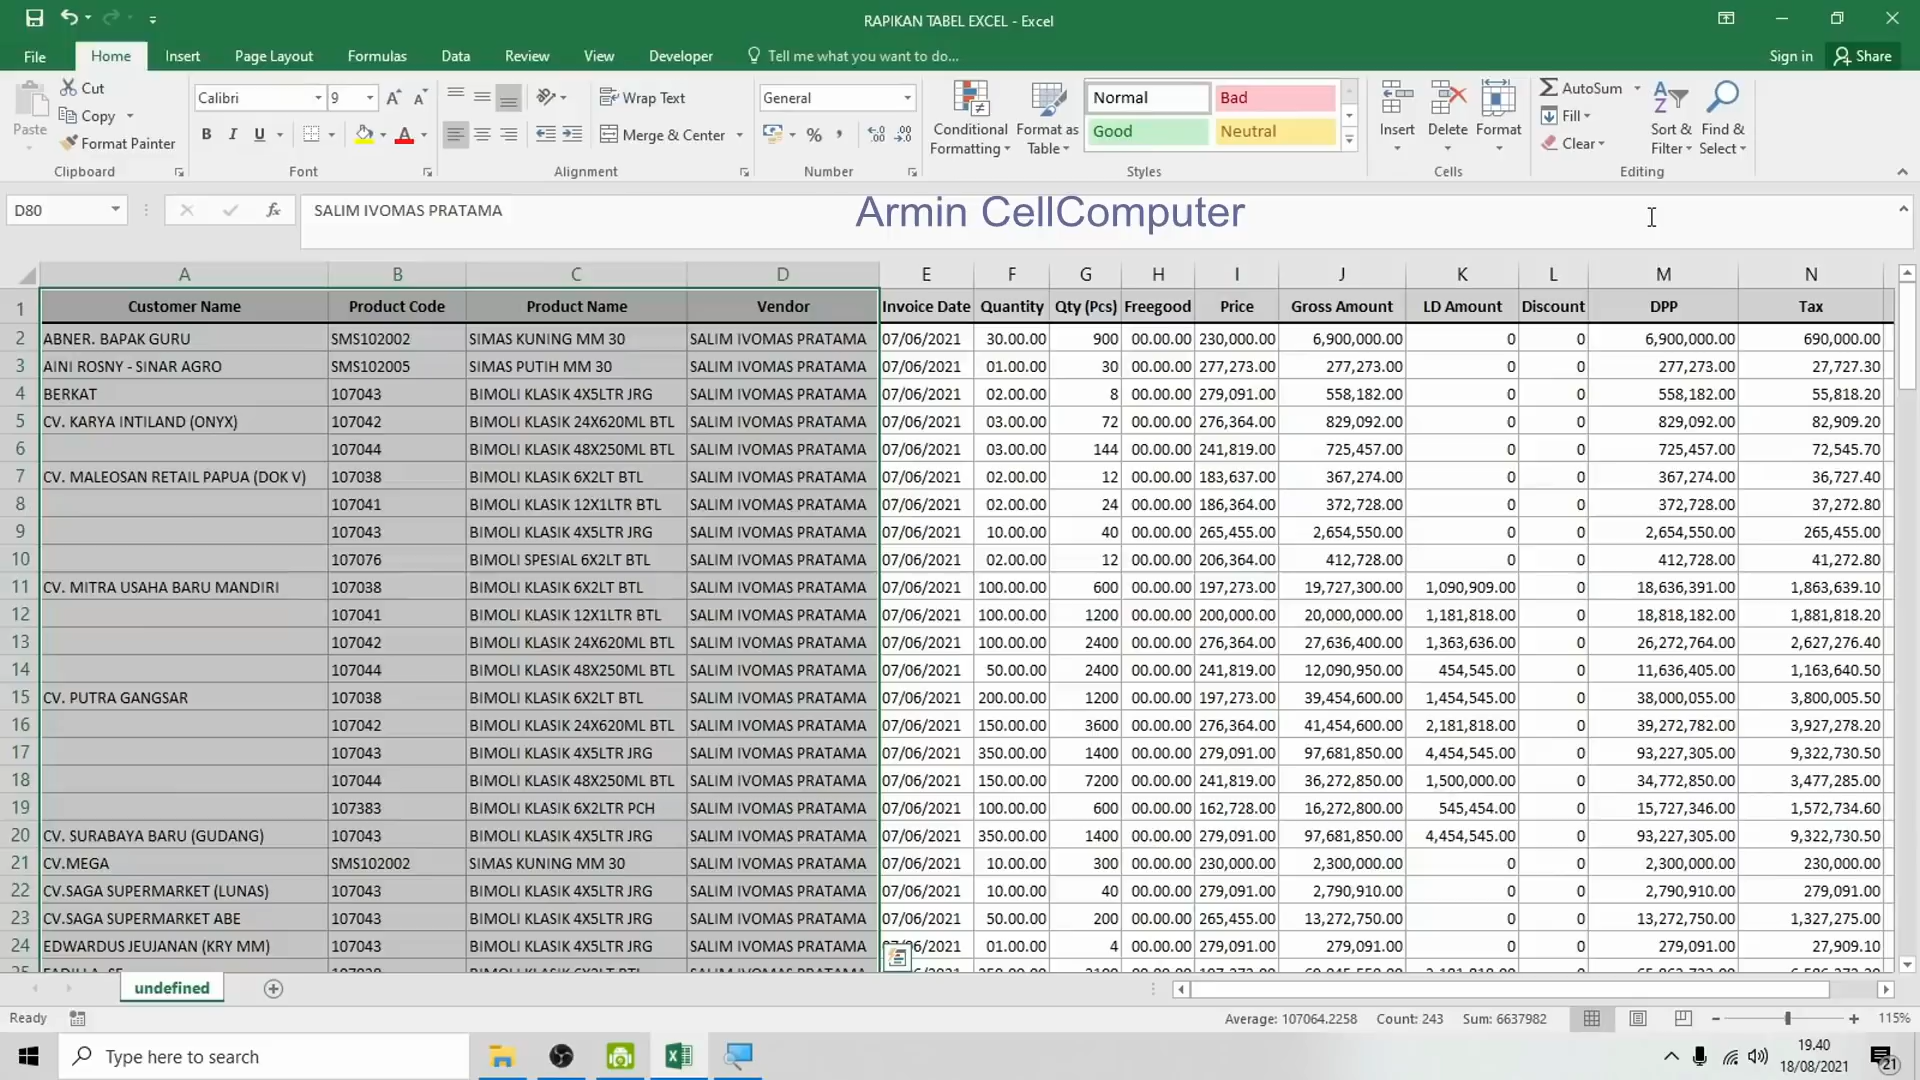 RAPIKAN TABEL EXCEL - Excel
File Home Insert Page Layout Formulas Data Review View Developer Tell me what you want to do... Sign in Share
Paste Cut Copy Format Painter Clipboard
Calibri 9 B I U A Font
Wrap Text Merge & Center Alignment
General % Number
Conditional Formatting Format as Table Normal Bad Good Neutral Styles
Insert Delete Format Cells
AutoSum Fill Clear Sort & Filter Find & Select Editing
D80 fx SALIM IVOMAS PRATAMA
Armin CellComputer
A B C D E F G H I J K L M N
1 Customer Name Product Code Product Name Vendor Invoice Date Quantity Qty (Pcs) Freegood Price Gross Amount LD Amount Discount DPP Tax
2 ABNER. BAPAK GURU SMS102002 SIMAS KUNING MM 30 SALIM IVOMAS PRATAMA 07/06/2021 30.00.00 900 00.00.00 230,000.00 6,900,000.00 0 0 6,900,000.00 690,000.00
3 AINI ROSNY - SINAR AGRO SMS102005 SIMAS PUTIH MM 30 SALIM IVOMAS PRATAMA 07/06/2021 01.00.00 30 00.00.00 277,273.00 277,273.00 0 0 277,273.00 27,727.30
4 BERKAT 107043 BIMOLI KLASIK 4X5LTR JRG SALIM IVOMAS PRATAMA 07/06/2021 02.00.00 8 00.00.00 279,091.00 558,182.00 0 0 558,182.00 55,818.20
5 CV. KARYA INTILAND (ONYX) 107042 BIMOLI KLASIK 24X620ML BTL SALIM IVOMAS PRATAMA 07/06/2021 03.00.00 72 00.00.00 276,364.00 829,092.00 0 0 829,092.00 82,909.20
6 107044 BIMOLI KLASIK 48X250ML BTL SALIM IVOMAS PRATAMA 07/06/2021 03.00.00 144 00.00.00 241,819.00 725,457.00 0 0 725,457.00 72,545.70
7 CV. MALEOSAN RETAIL PAPUA (DOK V) 107038 BIMOLI KLASIK 6X2LT BTL SALIM IVOMAS PRATAMA 07/06/2021 02.00.00 12 00.00.00 183,637.00 367,274.00 0 0 367,274.00 36,727.40
8 107041 BIMOLI KLASIK 12X1LTR BTL SALIM IVOMAS PRATAMA 07/06/2021 02.00.00 24 00.00.00 186,364.00 372,728.00 0 0 372,728.00 37,272.80
9 107043 BIMOLI KLASIK 4X5LTR JRG SALIM IVOMAS PRATAMA 07/06/2021 10.00.00 40 00.00.00 265,455.00 2,654,550.00 0 0 2,654,550.00 265,455.00
10 107076 BIMOLI SPESIAL 6X2LT BTL SALIM IVOMAS PRATAMA 07/06/2021 02.00.00 12 00.00.00 206,364.00 412,728.00 0 0 412,728.00 41,272.80
11 CV. MITRA USAHA BARU MANDIRI 107038 BIMOLI KLASIK 6X2LT BTL SALIM IVOMAS PRATAMA 07/06/2021 100.00.00 600 00.00.00 197,273.00 19,727,300.00 1,090,909.00 0 18,636,391.00 1,863,639.10
12 107041 BIMOLI KLASIK 12X1LTR BTL SALIM IVOMAS PRATAMA 07/06/2021 100.00.00 1200 00.00.00 200,000.00 20,000,000.00 1,181,818.00 0 18,818,182.00 1,881,818.20
13 107042 BIMOLI KLASIK 24X620ML BTL SALIM IVOMAS PRATAMA 07/06/2021 100.00.00 2400 00.00.00 276,364.00 27,636,400.00 1,363,636.00 0 26,272,764.00 2,627,276.40
14 107044 BIMOLI KLASIK 48X250ML BTL SALIM IVOMAS PRATAMA 07/06/2021 50.00.00 2400 00.00.00 241,819.00 12,090,950.00 454,545.00 0 11,636,405.00 1,163,640.50
15 CV. PUTRA GANGSAR 107038 BIMOLI KLASIK 6X2LT BTL SALIM IVOMAS PRATAMA 07/06/2021 200.00.00 1200 00.00.00 197,273.00 39,454,600.00 1,454,545.00 0 38,000,055.00 3,800,005.50
16 107042 BIMOLI KLASIK 24X620ML BTL SALIM IVOMAS PRATAMA 07/06/2021 150.00.00 3600 00.00.00 276,364.00 41,454,600.00 2,181,818.00 0 39,272,782.00 3,927,278.20
17 107043 BIMOLI KLASIK 4X5LTR JRG SALIM IVOMAS PRATAMA 07/06/2021 350.00.00 1400 00.00.00 279,091.00 97,681,850.00 4,454,545.00 0 93,227,305.00 9,322,730.50
18 107044 BIMOLI KLASIK 48X250ML BTL SALIM IVOMAS PRATAMA 07/06/2021 150.00.00 7200 00.00.00 241,819.00 36,272,850.00 1,500,000.00 0 34,772,850.00 3,477,285.00
19 107383 BIMOLI KLASIK 6X2LTR PCH SALIM IVOMAS PRATAMA 07/06/2021 100.00.00 600 00.00.00 162,728.00 16,272,800.00 545,454.00 0 15,727,346.00 1,572,734.60
20 CV. SURABAYA BARU (GUDANG) 107043 BIMOLI KLASIK 4X5LTR JRG SALIM IVOMAS PRATAMA 07/06/2021 350.00.00 1400 00.00.00 279,091.00 97,681,850.00 4,454,545.00 0 93,227,305.00 9,322,730.50
21 CV.MEGA SMS102002 SIMAS KUNING MM 30 SALIM IVOMAS PRATAMA 07/06/2021 10.00.00 300 00.00.00 230,000.00 2,300,000.00 0 0 2,300,000.00 230,000.00
22 CV.SAGA SUPERMARKET (LUNAS) 107043 BIMOLI KLASIK 4X5LTR JRG SALIM IVOMAS PRATAMA 07/06/2021 10.00.00 40 00.00.00 279,091.00 2,790,910.00 0 0 2,790,910.00 279,091.00
23 CV.SAGA SUPERMARKET ABE 107043 BIMOLI KLASIK 4X5LTR JRG SALIM IVOMAS PRATAMA 07/06/2021 50.00.00 200 00.00.00 265,455.00 13,272,750.00 0 0 13,272,750.00 1,327,275.00
24 EDWARDUS JEUJANAN (KRY MM) 107043 BIMOLI KLASIK 4X5LTR JRG SALIM IVOMAS PRATAMA 01.00.00 4 00.00.00 279,091.00 279,091.00 0 0 279,091.00 27,909.10
undefined
Ready Average: 107064.2258 Count: 243 Sum: 6637982 115%
Type here to search 19.40
18/08/2021 21